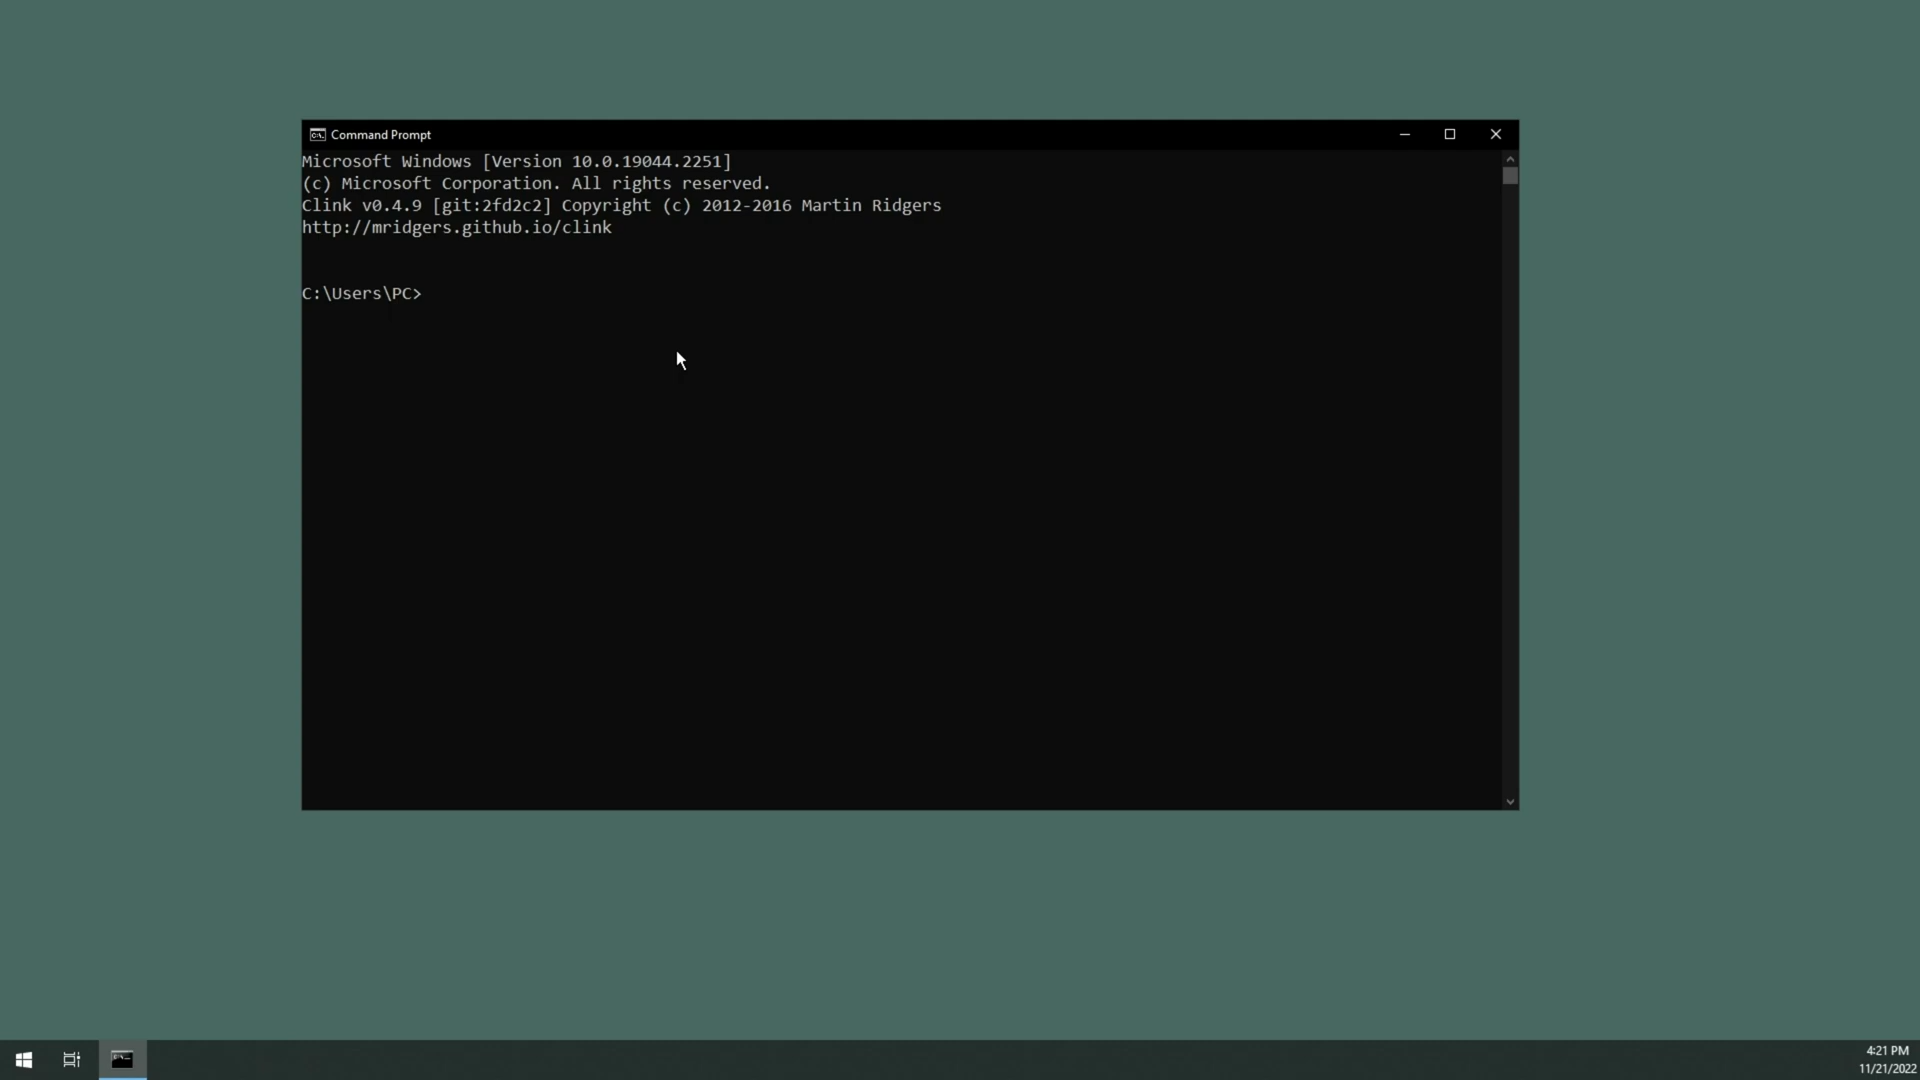 Command Prompt
Microsoft Windows [Version 10.0.19044.2251]
(c) Microsoft Corporation. All rights reserved.
Clink v0.4.9 [git:2fd2c2] Copyright (c) 2012-2016 Martin Ridgers
http://mridgers.github.io/clink
C:\Users\PC>
4:21 PM
11/21/2022